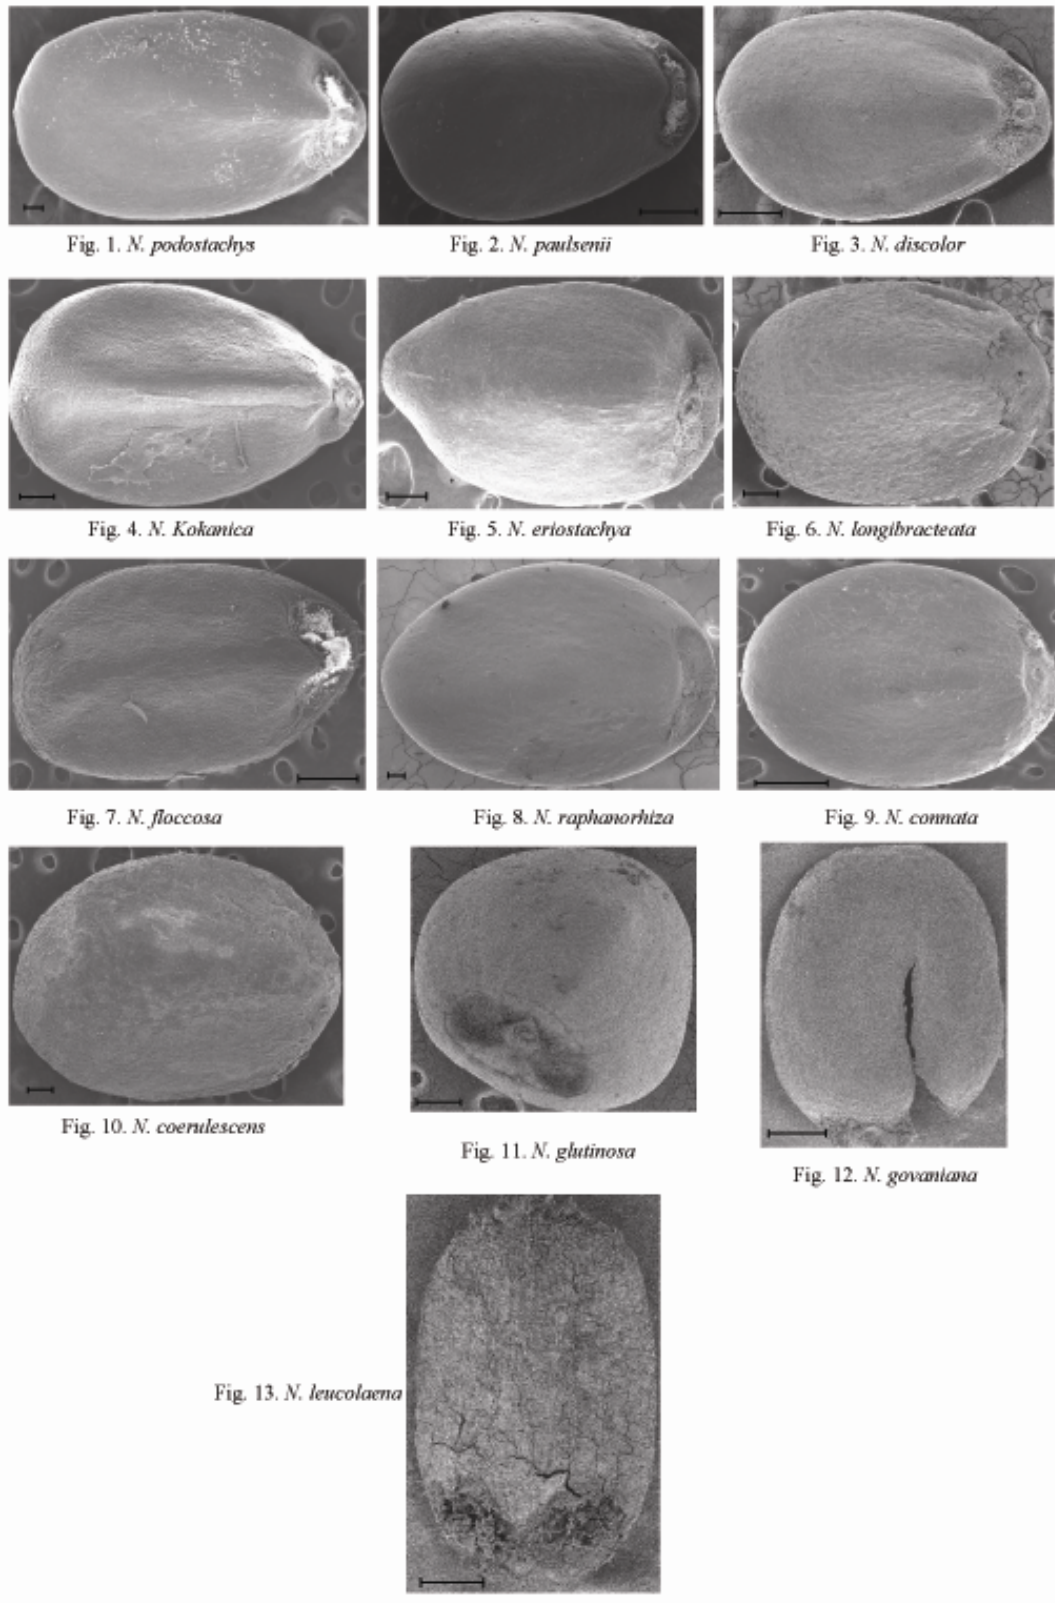 Fig. 1. N. podostachys
Fig. 2. N. paulsenii
Fig. 3. N. discolor
Fig. 4. N. Kokanica
Fig. 5. N. eriostachya
Fig. 6. N. longibracteata
Fig. 7. N. floccosa
Fig. 8. N. raphanorhiza
Fig. 9. N. connata
Fig. 10. N. coerulescens
Fig. 11. N. glutinosa
Fig. 12. N. govaniana
Fig. 13. N. leucolaena